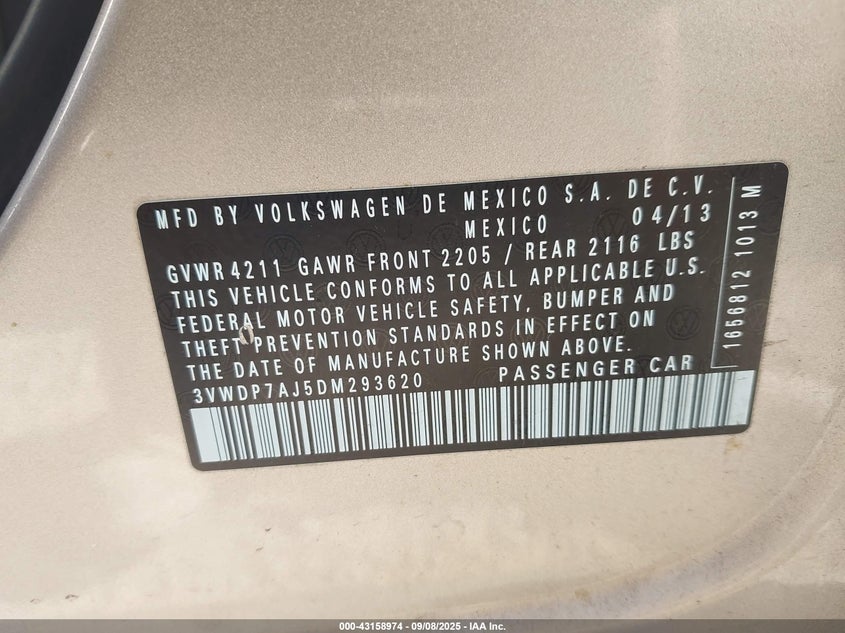 MFD BY VOLKSWAGEN DE MEXICO S.A. DE C.V.
MEXICO 04/13
GVWR 4211 GAWR FRONT 2205 / REAR 2116 LBS
THIS VEHICLE CONFORMS TO ALL APPLICABLE U.S.
FEDERAL MOTOR VEHICLE SAFETY, BUMPER AND
THEFT PREVENTION STANDARDS IN EFFECT ON
THE DATE OF MANUFACTURE SHOWN ABOVE.
3VWDP7AJ5DM293620 PASSENGER CAR
1656812 1013 M
000-43158974 | 09/08/2025 - IAA Inc.